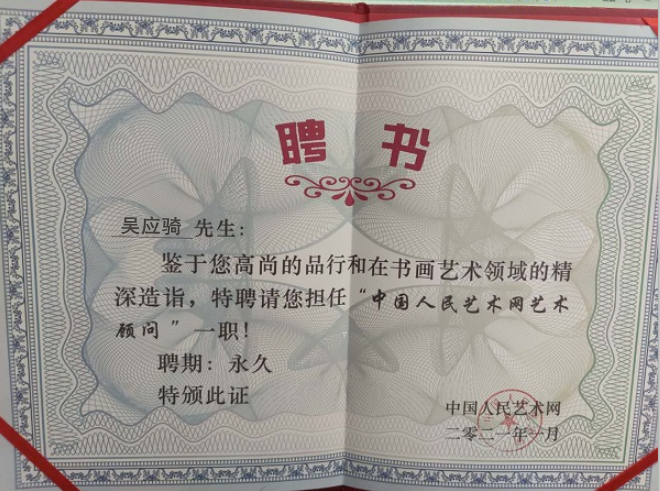 聘书
吴应骑 先生:
鉴于您高尚的品行和在书画艺术领域的精
深造诣，特聘请您担任“中国人民艺术网艺术
顾问”一职!
聘期：永久
特颁此证
中国人民艺术网
二零二一年一月